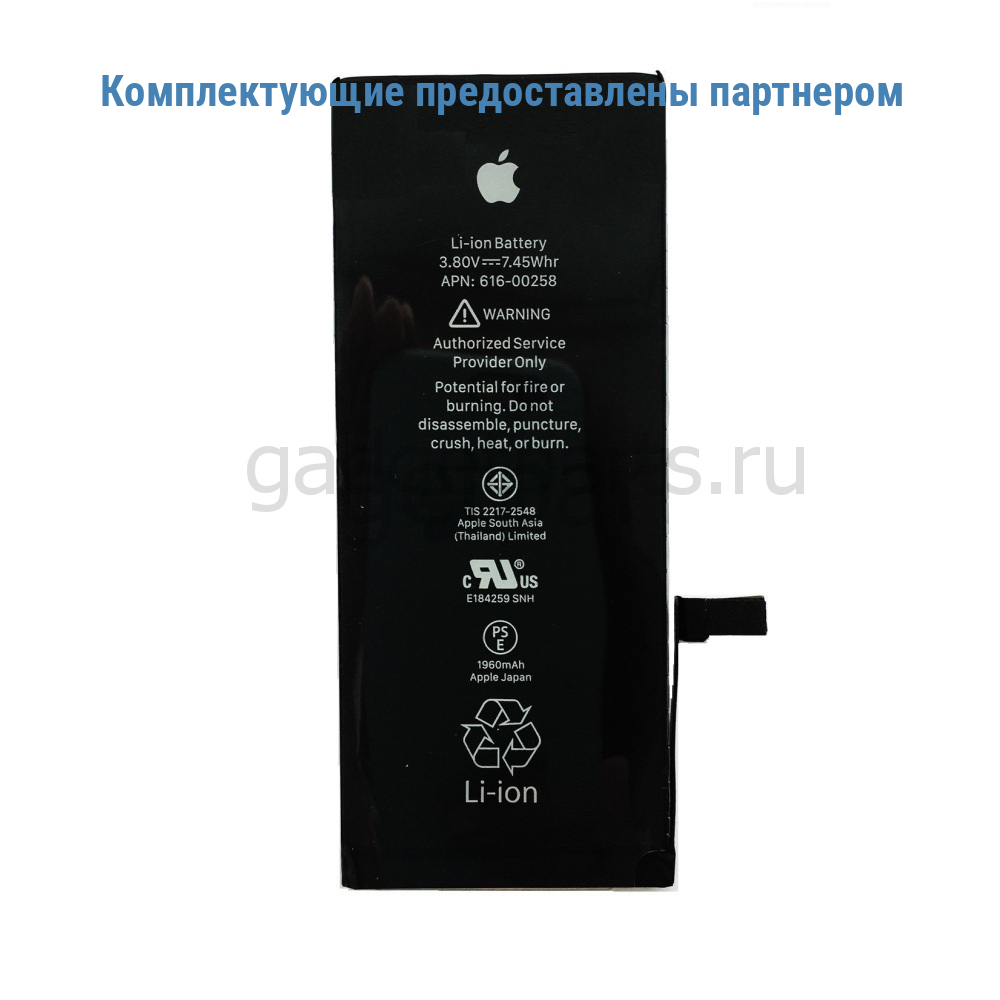 Комплектующие предоставлены партнером
Li-ion Battery
3.80V⎓7.45Whr
APN: 616-00258
WARNING
Authorized Service
Provider Only
Potential for fire or
burning. Do not
disassemble, puncture,
crush, heat, or burn.
TIS 2217-2548
Apple South Asia
(Thailand) Limited
c RU® US
E184259 SNH
PS
E
1960mAh
Apple Japan
Li-ion